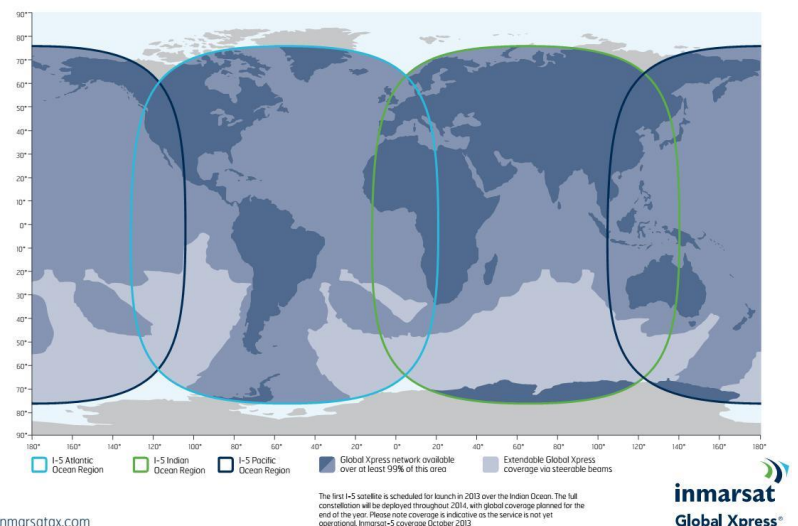 90°
80°
70°
60°
50°
40°
30°
20°
10°
0°
10°
20°
30°
40°
50°
60°
70°
80°
90°
180° 160° 140° 120° 100° 80° 60° 40° 20° 0° 20° 40° 60° 80° 100° 120° 140° 160° 180°
I-5 Atlantic
Ocean Region
I-5 Indian
Ocean Region
I-5 Pacific
Ocean Region
Global Xpress network available
over at least 99% of this area
Extendable Global Xpress
coverage via steerable beams
The first I-5 satellite is scheduled for launch in 2013 over the Indian Ocean. The full
constellation will be deployed throughout 2014, with global coverage planned for the
end of the year. Please note coverage is indicative as the service is not yet
operational. Inmarsat-5 coverage October 2013
nmarsatgx.com
inmarsat
Global Xpress®